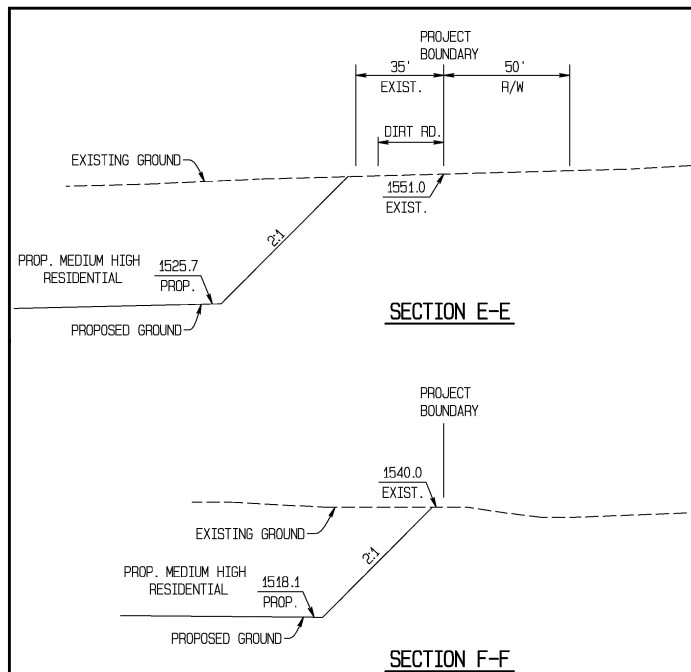 PROJECT
BOUNDARY
35'
EXIST.
50'
R/W
DIRT RD.
EXISTING GROUND
1551.0
EXIST.
2:1
PROP. MEDIUM HIGH
RESIDENTIAL
1525.7
PROP.
PROPOSED GROUND
SECTION E-E
PROJECT
BOUNDARY
1540.0
EXIST.
EXISTING GROUND
2:1
PROP. MEDIUM HIGH
RESIDENTIAL
1518.1
PROP.
PROPOSED GROUND
SECTION F-F